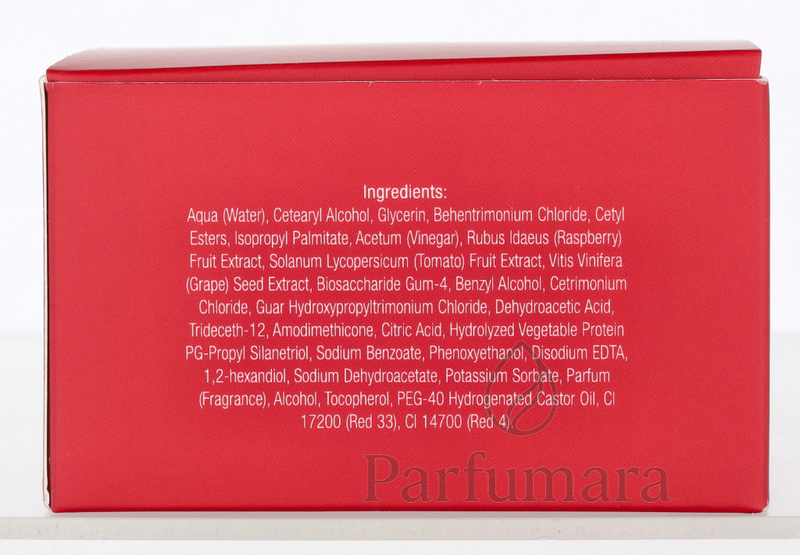 Ingredients:
Aqua (Water), Cetearyl Alcohol, Glycerin, Behentrimonium Chloride, Cetyl
Esters, Isopropyl Palmitate, Acetum (Vinegar), Rubus Idaeus (Raspberry)
Fruit Extract, Solanum Lycopersicum (Tomato) Fruit Extract, Vitis Vinifera
(Grape) Seed Extract, Biosaccharide Gum-4, Benzyl Alcohol, Cetrimonium
Chloride, Guar Hydroxypropyltrimonium Chloride, Dehydroacetic Acid,
Trideceth-12, Amodimethicone, Citric Acid, Hydrolyzed Vegetable Protein
PG-Propyl Silanetriol, Sodium Benzoate, Phenoxyethanol, Disodium EDTA,
1,2-hexandiol, Sodium Dehydroacetate, Potassium Sorbate, Parfum
(Fragrance), Alcohol, Tocopherol, PEG-40 Hydrogenated Castor Oil, CI
17200 (Red 33), CI 14700 (Red 4).
Parfumara